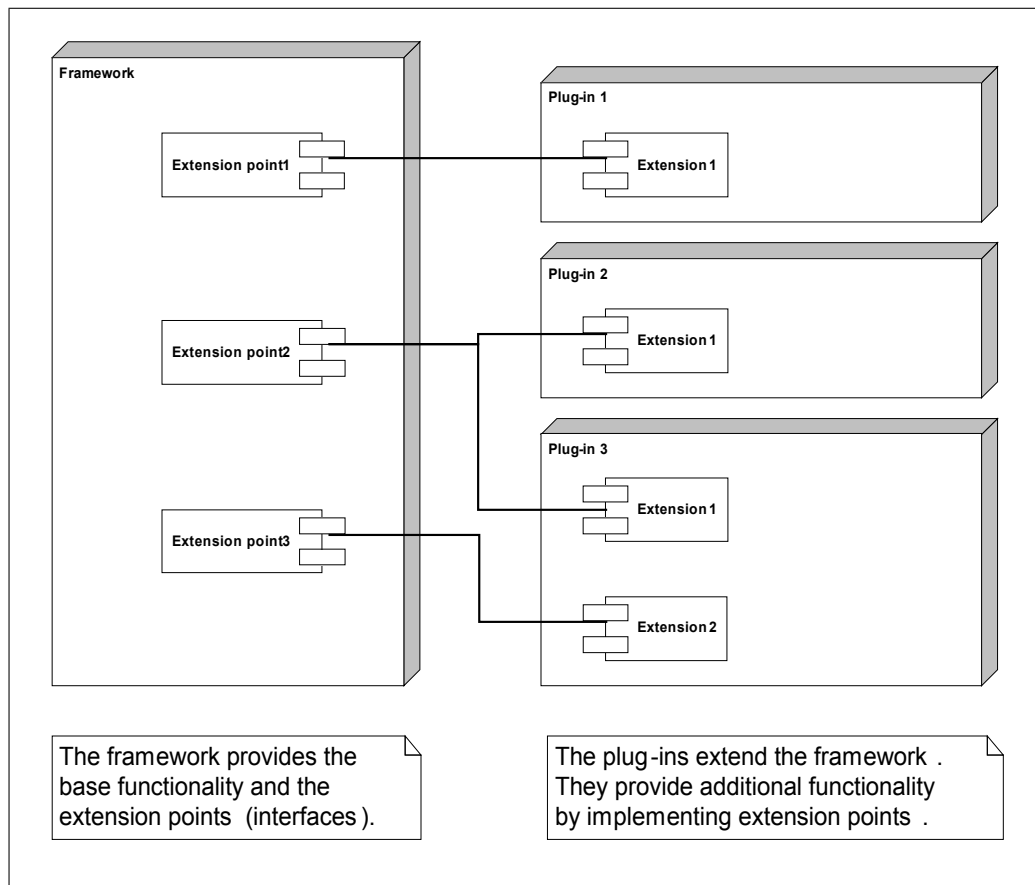 Framework
Extension point1
Extension point2
Extension point3
Plug-in 1
Extension 1
Plug-in 2
Extension 1
Plug-in 3
Extension 1
Extension 2
The framework provides the
base functionality and the
extension points (interfaces ).
The plug-ins extend the framework .
They provide additional functionality
by implementing extension points .